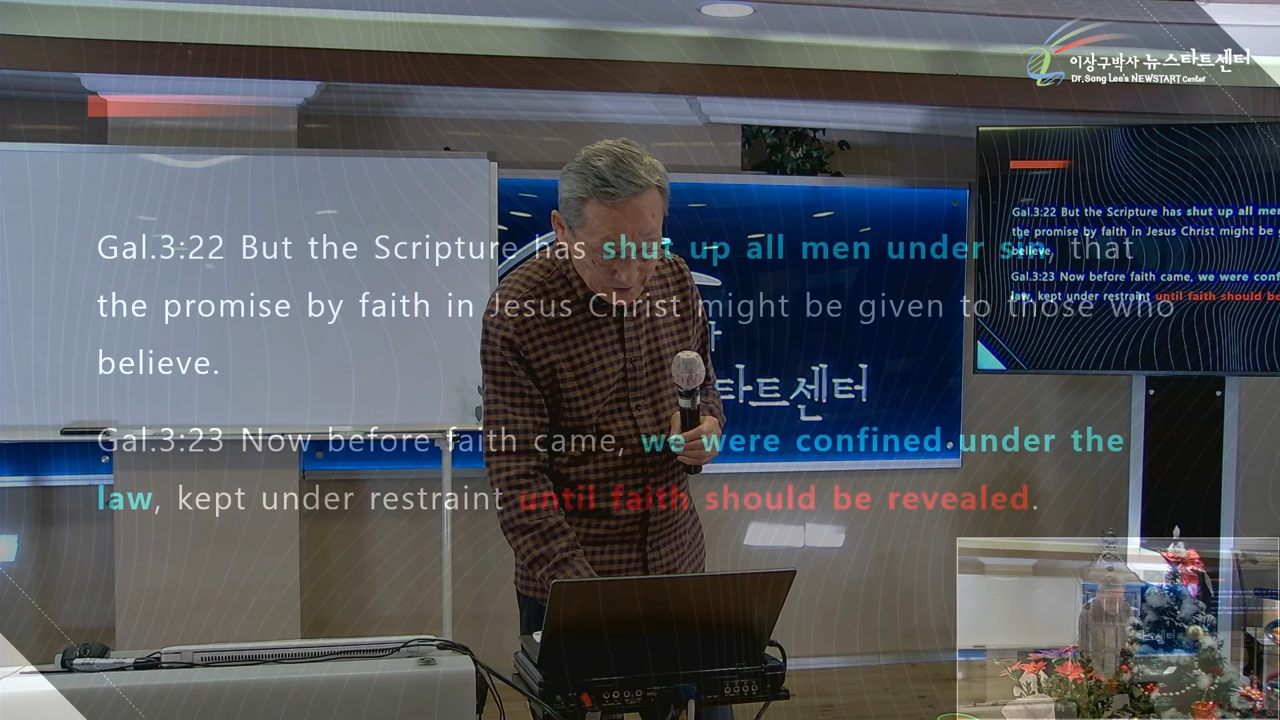 이상구박사 뉴스타트센터
Dr. Sang Lee's NEWSTART Center
Gal.3:22 But the Scripture has shut up all men under sin, that
the promise by faith in Jesus Christ might be given to those who
believe.
Gal.3:23 Now before faith came, we were confined under the
law, kept under restraint until faith should be revealed.
타트센터
Gal.3:22 But the Scripture has shut up all men
the promise by faith in Jesus Christ might be
believe.
Gal.3:23 Now before faith came, we were conf
law, kept under restraint until faith should be